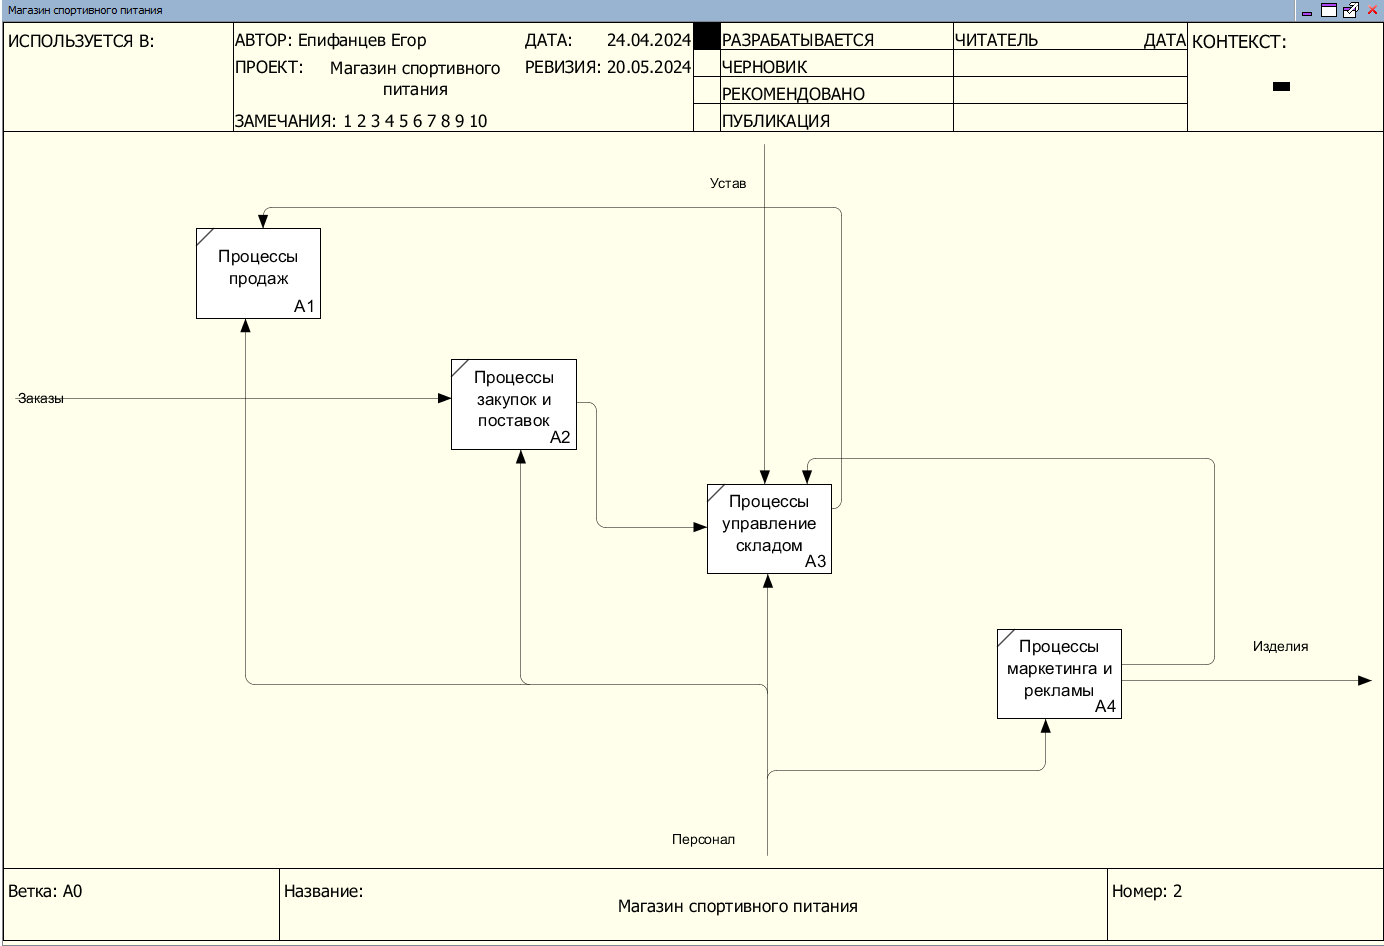 Магазин спортивного питания
ИСПОЛЬЗУЕТСЯ В:
АВТОР: Епифанцев Егор
ДАТА: 24.04.2024
ПРОЕКТ: Магазин спортивного
питания
РЕВИЗИЯ: 20.05.2024
ЗАМЕЧАНИЯ: 1 2 3 4 5 6 7 8 9 10
РАЗРАБАТЫВАЕТСЯ
ЧЕРНОВИК
РЕКОМЕНДОВАНО
ПУБЛИКАЦИЯ
ЧИТАТЕЛЬ
ДАТА
КОНТЕКСТ:
Устав
Процессы
продаж
A1
Заказы
Процессы
закупок и
поставок
A2
Процессы
управление
складом
A3
Процессы
маркетинга и
рекламы
A4
Изделия
Персонал
Ветка: A0
Название:
Магазин спортивного питания
Номер: 2